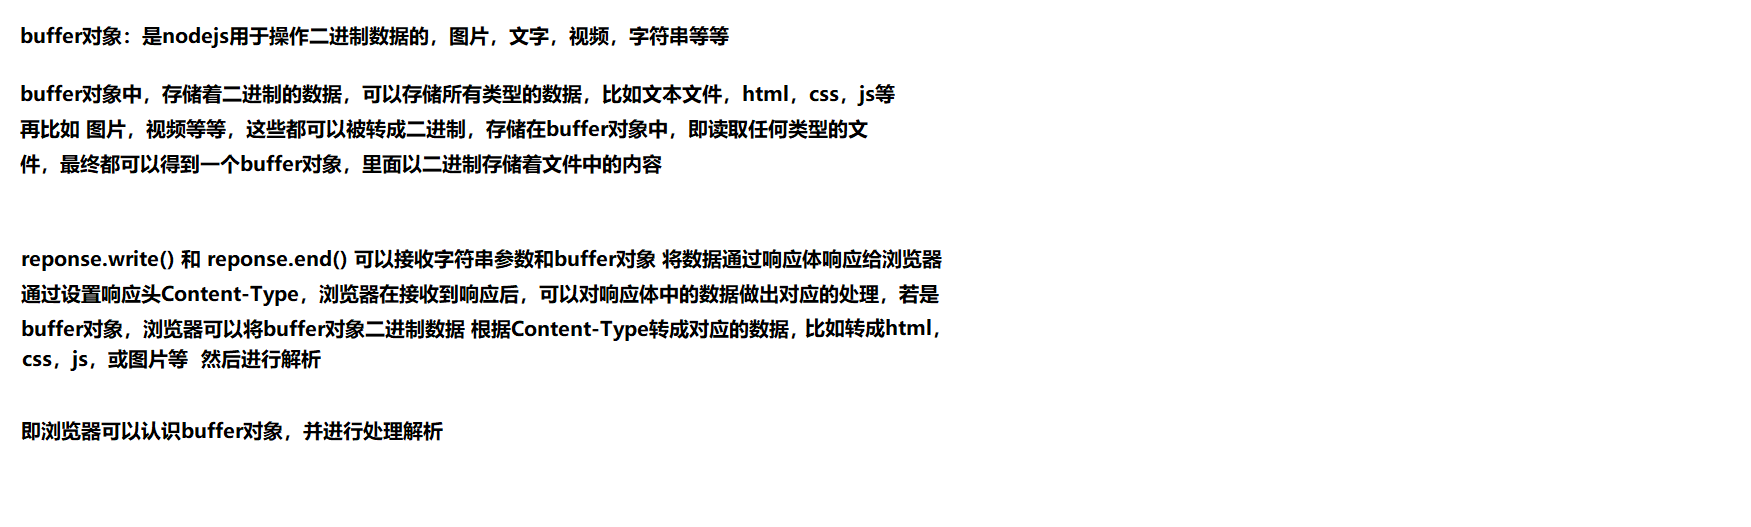 buffer对象：是nodejs用于操作二进制数据的，图片，文字，视频，字符串等等
buffer对象中，存储着二进制的数据，可以存储所有类型的数据，比如文本文件，html，css，js等
再比如 图片，视频等等，这些都可以被转成二进制，存储在buffer对象中，即读取任何类型的文
件，最终都可以得到一个buffer对象，里面以二进制存储着文件中的内容
reponse.write() 和 reponse.end() 可以接收字符串参数和buffer对象 将数据通过响应体响应给浏览器
通过设置响应头Content-Type，浏览器在接收到响应后，可以对响应体中的数据做出对应的处理，若是
buffer对象，浏览器可以将buffer对象二进制数据 根据Content-Type转成对应的数据，比如转成html，
css，js，或图片等  然后进行解析
即浏览器可以认识buffer对象，并进行处理解析